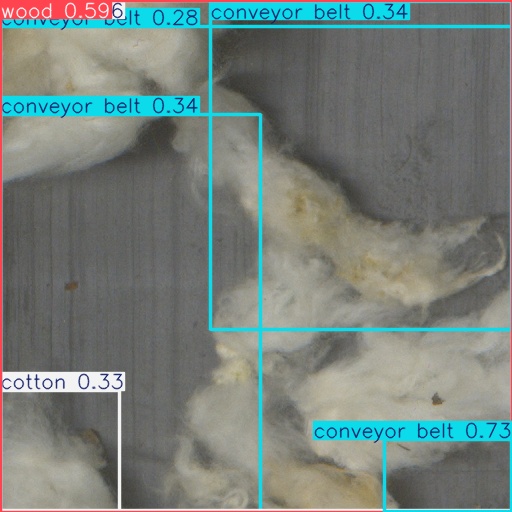 wood 0.596
conveyor belt 0.28
conveyor belt 0.34
conveyor belt 0.34
cotton 0.33
conveyor belt 0.73